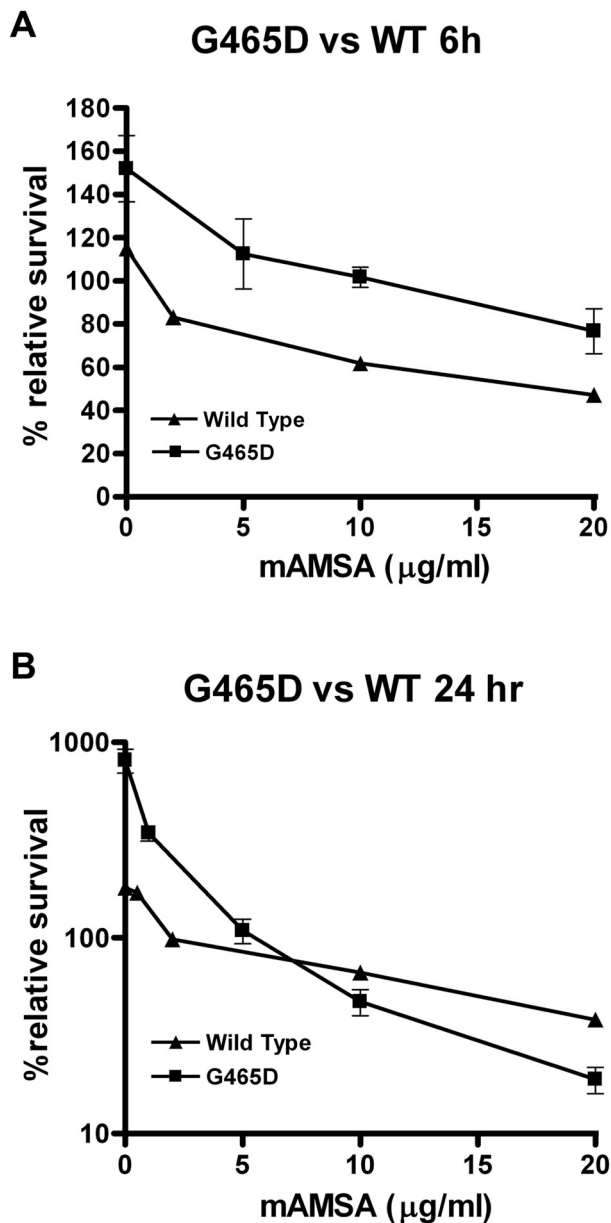 A
G465D vs WT 6h
% relative survival
180
160
140
120
100
80
60
40
20
0
Wild Type
G465D
0 5 10 15 20
mAMSA (μg/ml)
B
G465D vs WT 24 hr
%relative survival
1000
100
10
Wild Type
G465D
0 5 10 15 20
mAMSA (μg/ml)